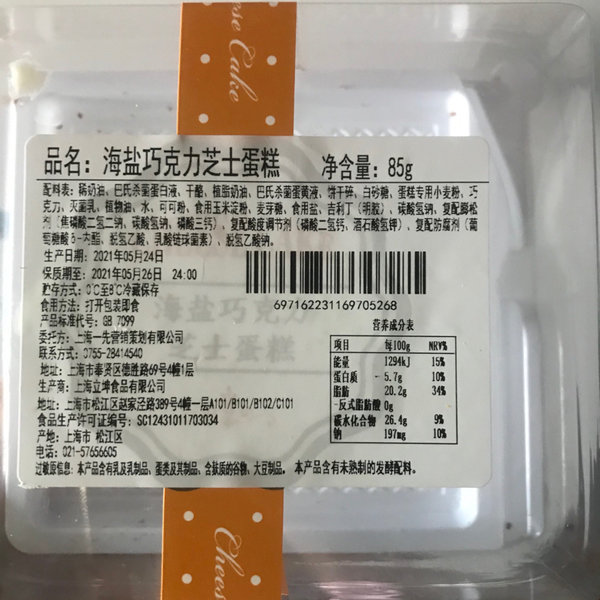 Cheese Cake
品名: 海盐巧克力芝士蛋糕 净含量: 85g
配料表: 稀奶油、巴氏杀菌蛋白液、干酪、植脂奶油、巴氏杀菌蛋黄液、饼干碎、白砂糖、蛋糕专用小麦粉、巧
克力、灭菌乳、植物油、水、可可粉、食用玉米淀粉、麦芽糖、食用盐、吉利丁（明胶）、碳酸氢钠、复配膨松
剂（焦磷酸二氢二钠、碳酸氢钠、磷酸三钙）、复配酸度调节剂（磷酸二氢钙、酒石酸氢钾）、复配防腐剂（葡
萄糖酸δ-内酯、脱氢乙酸、乳酸链球菌素）、脱氢乙酸钠。
生产日期: 2021年05月24日
保质期至: 2021年05月26日 24:00
贮存方式: 0℃至8℃冷藏保存
食用方法: 打开包装即食
产品标准代号: GB 7099
委托方: 上海一先营销策划有限公司
联系方式: 0755-28414540
地址: 上海市奉贤区德胜路69号4幢1层
生产商: 上海立坤食品有限公司
地址: 上海市松江区赵家泾路389号4幢一层A101/B101/B102/C101
食品生产许可证编号: SC12431011703034
产地: 上海市 松江区
电话: 021-57656605
过敏原信息: 本产品含有乳及乳制品、蛋类及其制品、含麸质的谷物、大豆制品。 本产品含有未熟制的发酵配料。
6971622311697​05268
营养成分表
项目 每100g NRV%
能量 1294kJ 15%
蛋白质 5.7g 10%
脂肪 20.2g 34%
-反式脂肪酸 0g
碳水化合物 26.4g 9%
钠 197mg 10%
海盐巧克力
芝士蛋糕
Cheese